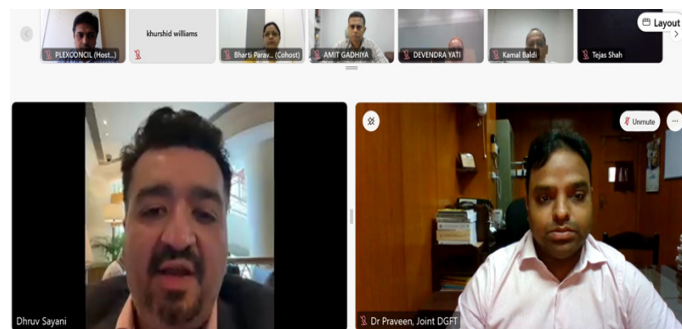 khurshid williams
Layout
PLEXCONCIL (Host...)
Bharti Parav... (Cohost)
AMIT GADHIYA
DEVENDRA YATI
Kamal Baldi
Tejas Shah
Unmute
Dhruv Sayani
Dr Praveen, Joint DGFT